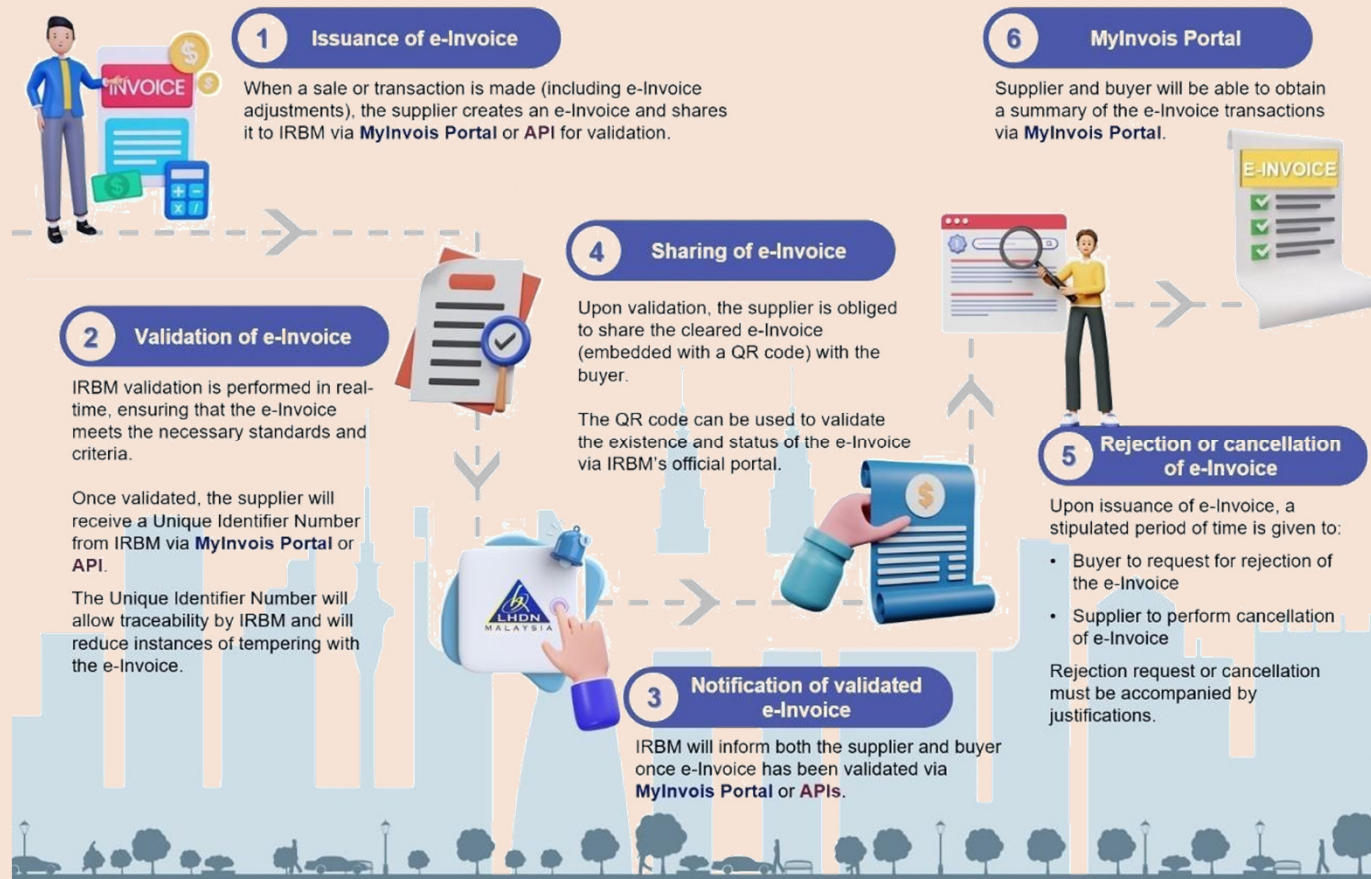 1
Issuance of e-Invoice
When a sale or transaction is made (including e-Invoice
adjustments), the supplier creates an e-Invoice and shares
it to IRBM via MyInvois Portal or API for validation.
INVOICE
2
Validation of e-Invoice
IRBM validation is performed in real-
time, ensuring that the e-Invoice
meets the necessary standards and
criteria.
Once validated, the supplier will
receive a Unique Identifier Number
from IRBM via MyInvois Portal or
API.
The Unique Identifier Number will
allow traceability by IRBM and will
reduce instances of tempering with
the e-Invoice.
LHDN
MALAYSIA
3
Notification of validated
e-Invoice
IRBM will inform both the supplier and buyer
once e-Invoice has been validated via
MyInvois Portal or APIs.
4
Sharing of e-Invoice
Upon validation, the supplier is obliged
to share the cleared e-Invoice
(embedded with a QR code) with the
buyer.
The QR code can be used to validate
the existence and status of the e-Invoice
via IRBM's official portal.
$
5
Rejection or cancellation
of e-Invoice
Upon issuance of e-Invoice, a
stipulated period of time is given to:
• Buyer to request for rejection of
the e-Invoice
• Supplier to perform cancellation
of e-Invoice
Rejection request or cancellation
must be accompanied by
justifications.
6
MyInvois Portal
Supplier and buyer will be able to obtain
a summary of the e-Invoice transactions
via MyInvois Portal.
E-INVOICE